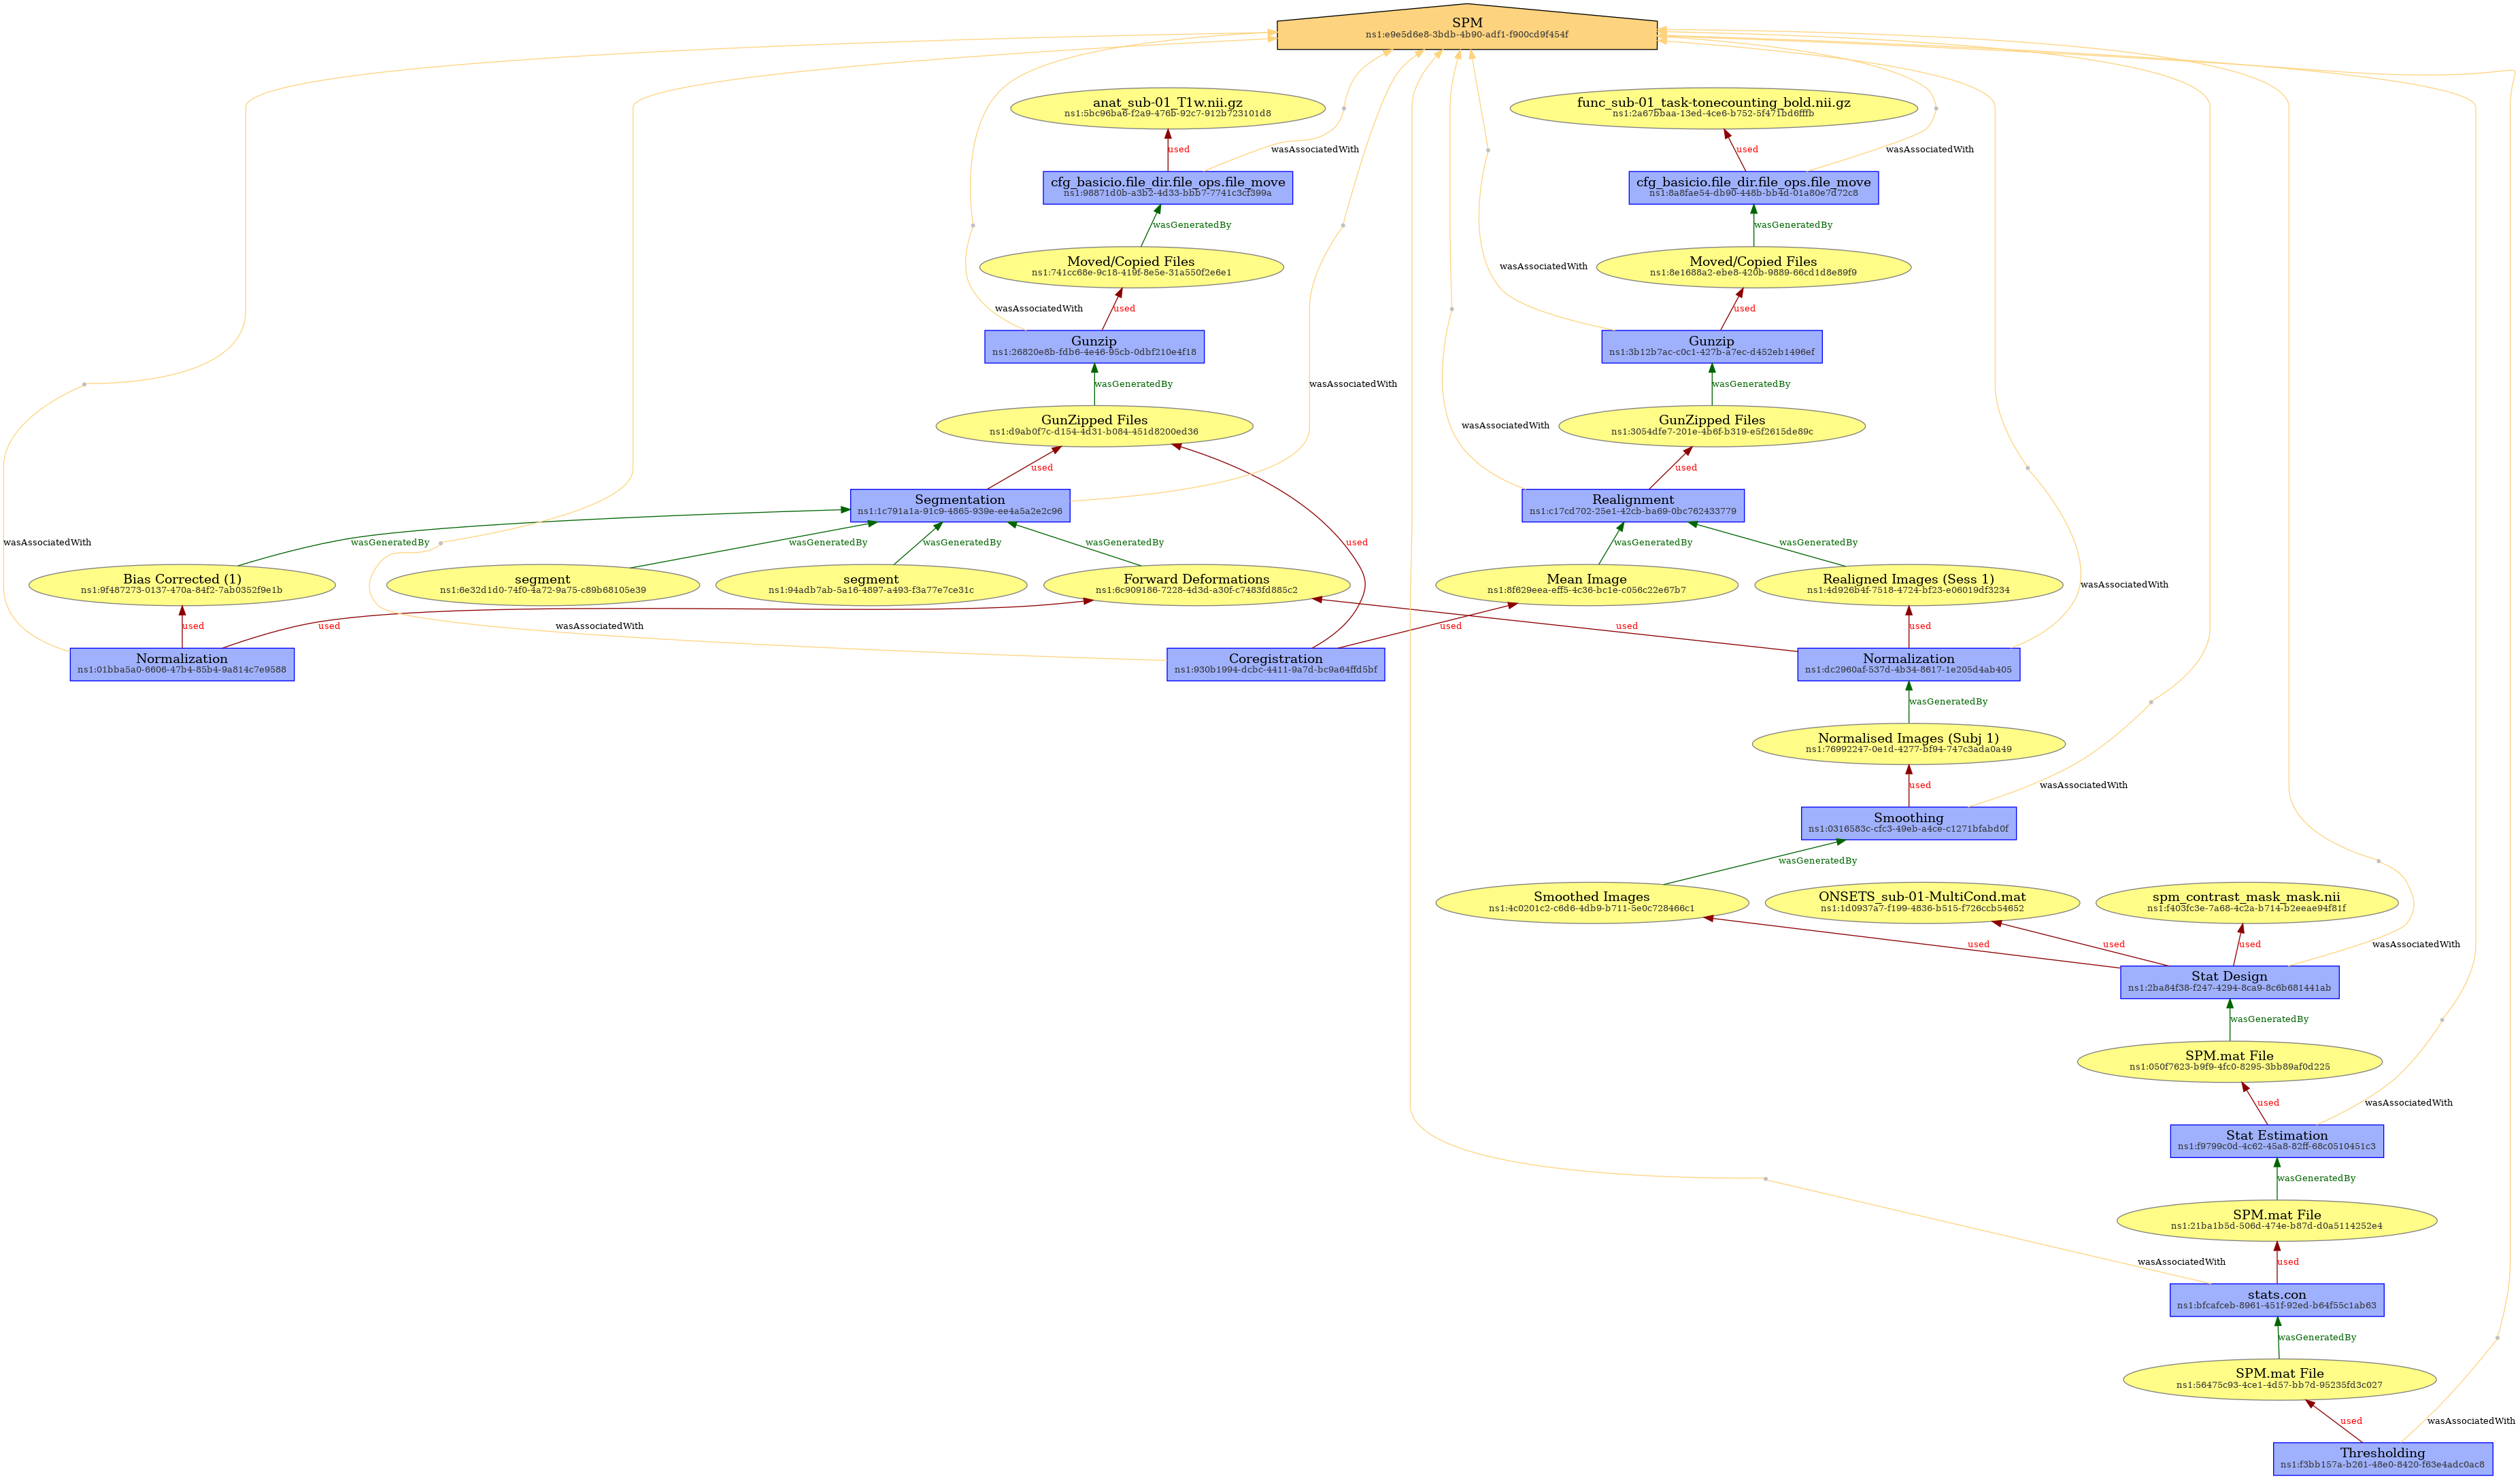 SPM
ns1:e9e5d6e8-3bdb-4b90-adf1-f900cd9f454f
anat_sub-01_T1w.nii.gz
ns1:5bc96ba6-f2a9-476b-92c7-912b723101d8
func_sub-01_task-tonecounting_bold.nii.gz
ns1:2a67bbaa-13ed-4ce6-b752-5f471bd6fffb
used
wasAssociatedWith
used
wasAssociatedWith
cfg_basicio.file_dir.file_ops.file_move
ns1:98871d0b-a3b2-4d33-bbb7-7741c3cf399a
cfg_basicio.file_dir.file_ops.file_move
ns1:8a8fae54-db90-448b-bb4d-01a80e7d72c8
wasGeneratedBy
wasGeneratedBy
Moved/Copied Files
ns1:741cc68e-9c18-419f-8e5e-31a550f2e6e1
wasAssociatedWith
Moved/Copied Files
ns1:8e1688a2-ebe8-420b-9889-66cd1d8e89f9
wasAssociatedWith
used
used
Gunzip
ns1:26820e8b-fdb6-4e46-95cb-0dbf210e4f18
Gunzip
ns1:3b12b7ac-c0c1-427b-a7ec-d452eb1496ef
wasGeneratedBy
wasAssociatedWith
wasGeneratedBy
GunZipped Files
ns1:d9ab0f7c-d154-4d31-b084-451d8200ed36
wasAssociatedWith
GunZipped Files
ns1:3054dfe7-201e-4b6f-b319-e5f2615de89c
used
used
Segmentation
ns1:1c791a1a-91c9-4865-939e-ee4a5a2e2c96
Realignment
ns1:c17cd702-25e1-42cb-ba69-0bc762433779
wasAssociatedWith
wasGeneratedBy
wasGeneratedBy
wasGeneratedBy
wasGeneratedBy
used
wasGeneratedBy
wasGeneratedBy
Bias Corrected (1)
ns1:9f487273-0137-470a-84f2-7ab0352f9e1b
segment
ns1:6e32d1d0-74f0-4a72-9a75-c89b68105e39
segment
ns1:94adb7ab-5a16-4897-a493-f3a77e7ce31c
Forward Deformations
ns1:6c909186-7228-4d3d-a30f-c7483fd885c2
Mean Image
ns1:8f629eea-eff5-4c36-bc1e-c056c22e67b7
Realigned Images (Sess 1)
ns1:4d926b4f-7518-4724-bf23-e06019df3234
wasAssociatedWith
used
used
wasAssociatedWith
used
used
used
Normalization
ns1:01bba5a0-6606-47b4-85b4-9a814c7e9588
Coregistration
ns1:930b1994-dcbc-4411-9a7d-bc9a64ffd5bf
Normalization
ns1:dc2960af-537d-4b34-8617-1e205d4ab405
wasGeneratedBy
Normalised Images (Subj 1)
ns1:76992247-0e1d-4277-bf94-747c3ada0a49
used
wasAssociatedWith
Smoothing
ns1:0316583c-cfc3-49eb-a4ce-c1271bfabd0f
wasGeneratedBy
Smoothed Images
ns1:4c0201c2-c6d6-4db9-b711-5e0c728466c1
ONSETS_sub-01-MultiCond.mat
ns1:1d0937a7-f199-4836-b515-f726ccb54652
spm_contrast_mask_mask.nii
ns1:f403fc3e-7a68-4c2a-b714-b2eeae94f81f
used
used
used
wasAssociatedWith
Stat Design
ns1:2ba84f38-f247-4294-8ca9-8c6b681441ab
wasGeneratedBy
SPM.mat File
ns1:050f7623-b9f9-4fc0-8295-3bb89af0d225
used
wasAssociatedWith
Stat Estimation
ns1:f9799c0d-4c62-45a8-82ff-68c0510451c3
wasGeneratedBy
SPM.mat File
ns1:21ba1b5d-506d-474e-b87d-d0a5114252e4
wasAssociatedWith
used
stats.con
ns1:bfcafceb-8961-451f-92ed-b64f55c1ab63
wasGeneratedBy
SPM.mat File
ns1:56475c93-4ce1-4d57-bb7d-95235fd3c027
used
wasAssociatedWith
Thresholding
ns1:f3bb157a-b261-48e0-8420-f63e4adc0ac8